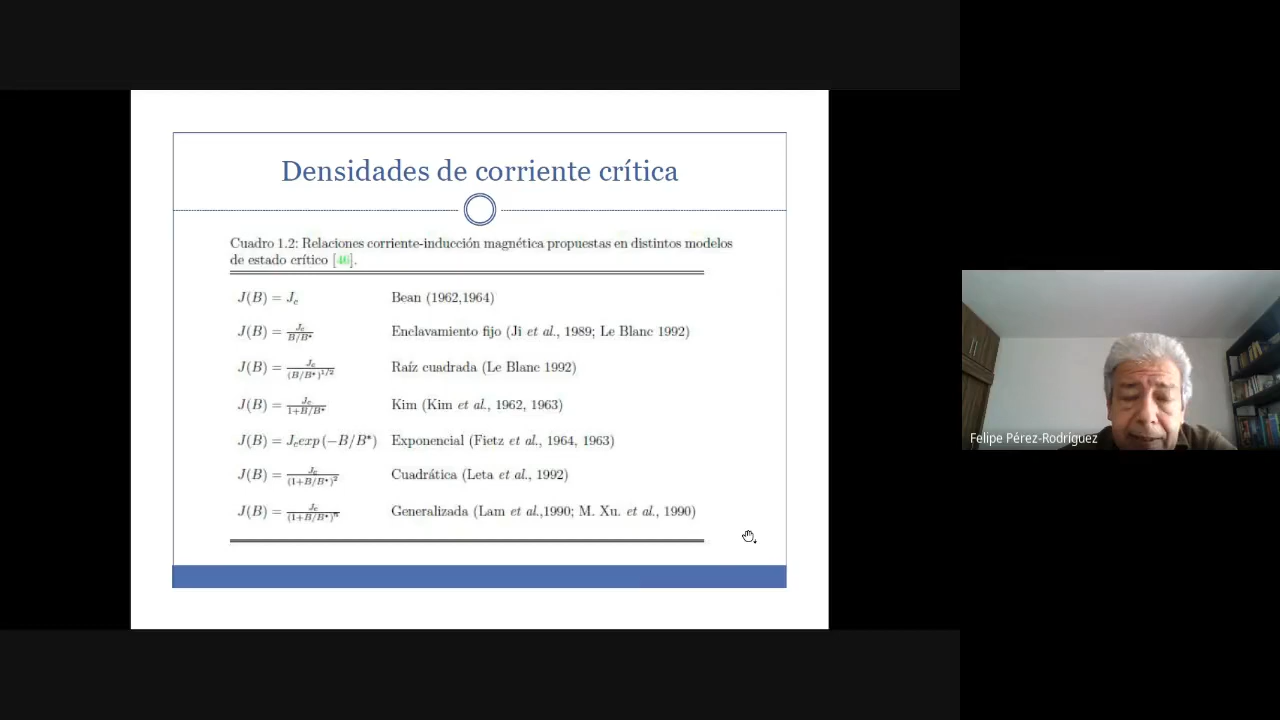 Densidades de corriente crítica
Cuadro 1.2: Relaciones corriente-inducción magnética propuestas en distintos modelos
de estado crítico [46].
J(B) = J_c Bean (1962,1964)
J(B) = J_c / (B/B*) Enclavamiento fijo (Ji et al., 1989; Le Blanc 1992)
J(B) = J_c / (B/B*)^{1/2} Raíz cuadrada (Le Blanc 1992)
J(B) = J_c / (1+B/B*) Kim (Kim et al., 1962, 1963)
J(B) = J_c exp (−B/B*) Exponencial (Fietz et al., 1964, 1963)
J(B) = J_c / (1+B/B*)^2 Cuadrática (Leta et al., 1992)
J(B) = J_c / (1+B/B*)^n Generalizada (Lam et al.,1990; M. Xu. et al., 1990)
Felipe Pérez-Rodríguez